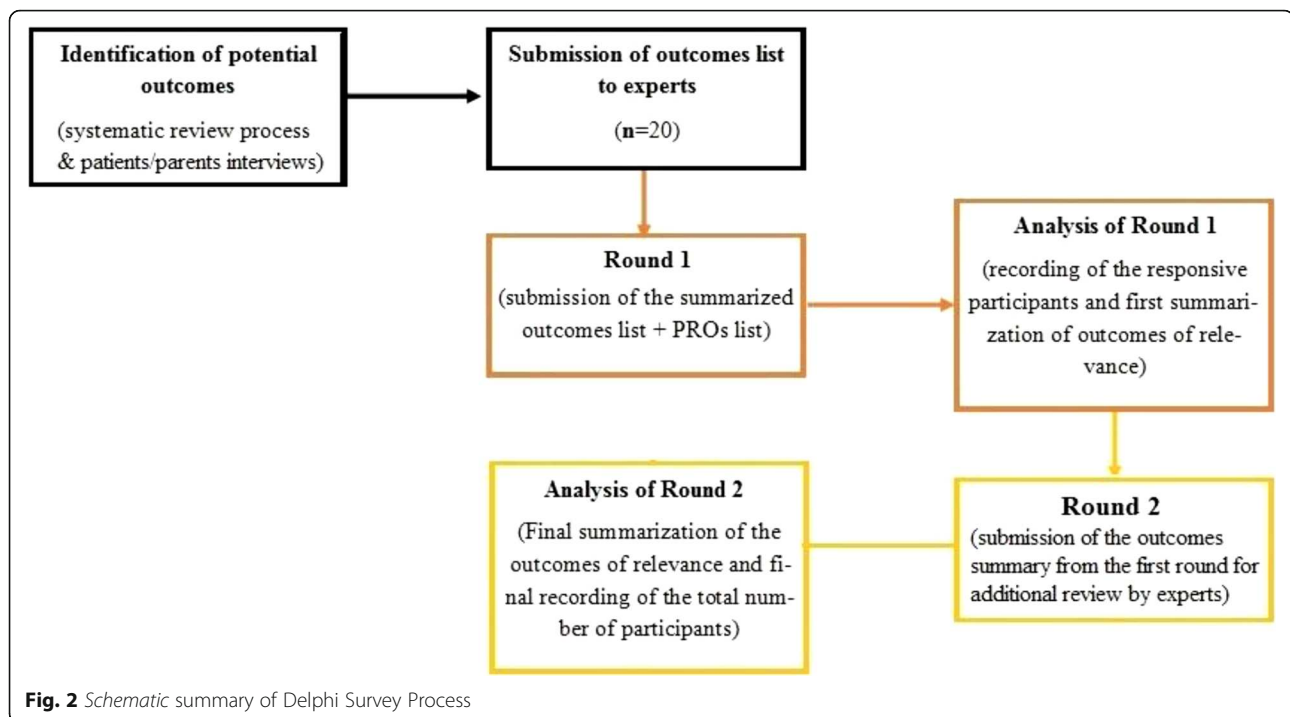 Identification of potential
outcomes
(systematic review process
& patients/parents interviews)
Submission of outcomes list
to experts
(n=20)
Round 1
(submission of the summarized
outcomes list + PROs list)
Analysis of Round 1
(recording of the responsive
participants and first summari-
zation of outcomes of rele-
vance)
Round 2
(submission of the outcomes
summary from the first round for
additional review by experts)
Analysis of Round 2
(Final summarization of the
outcomes of relevance and fi-
nal recording of the total num-
ber of participants)
Fig. 2 Schematic summary of Delphi Survey Process